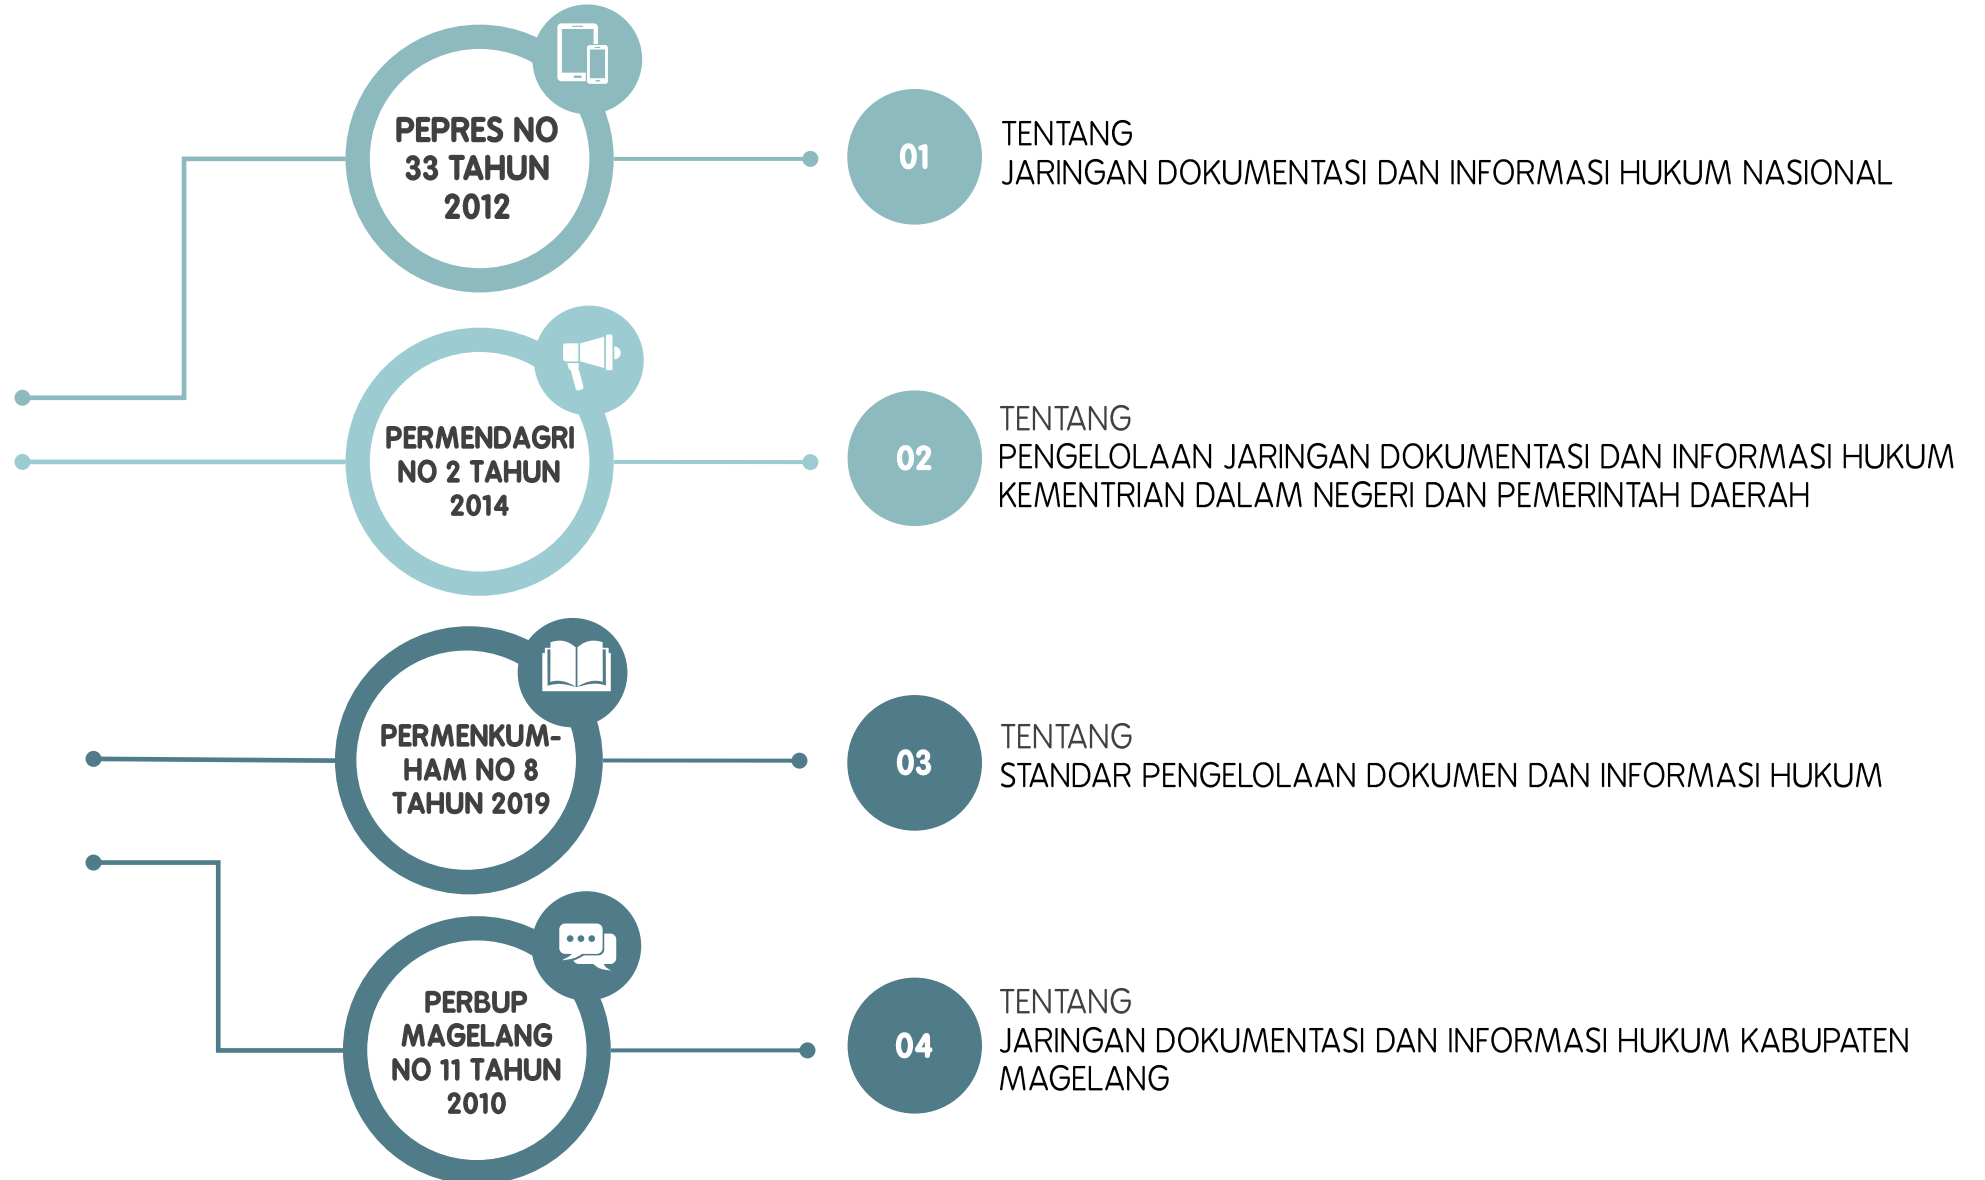 PEPRES NO
33 TAHUN
2012
01
TENTANG
JARINGAN DOKUMENTASI DAN INFORMASI HUKUM NASIONAL
PERMENDAGRI
NO 2 TAHUN
2014
02
TENTANG
PENGELOLAAN JARINGAN DOKUMENTASI DAN INFORMASI HUKUM
KEMENTRIAN DALAM NEGERI DAN PEMERINTAH DAERAH
PERMENKUM-
HAM NO 8
TAHUN 2019
03
TENTANG
STANDAR PENGELOLAAN DOKUMEN DAN INFORMASI HUKUM
PERBUP
MAGELANG
NO 11 TAHUN
2010
04
TENTANG
JARINGAN DOKUMENTASI DAN INFORMASI HUKUM KABUPATEN
MAGELANG